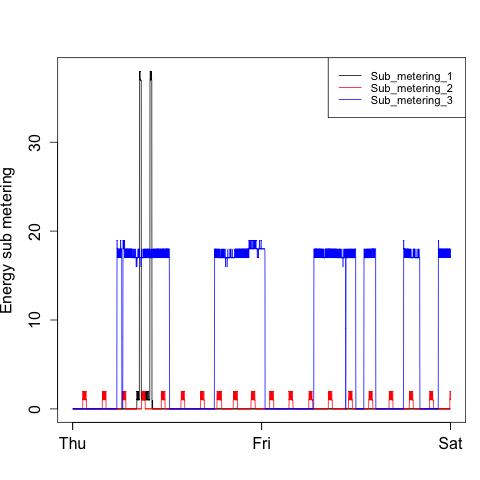 Sub_metering_1
Sub_metering_2
Sub_metering_3
Energy sub metering
30
20
10
0
Thu Fri Sat